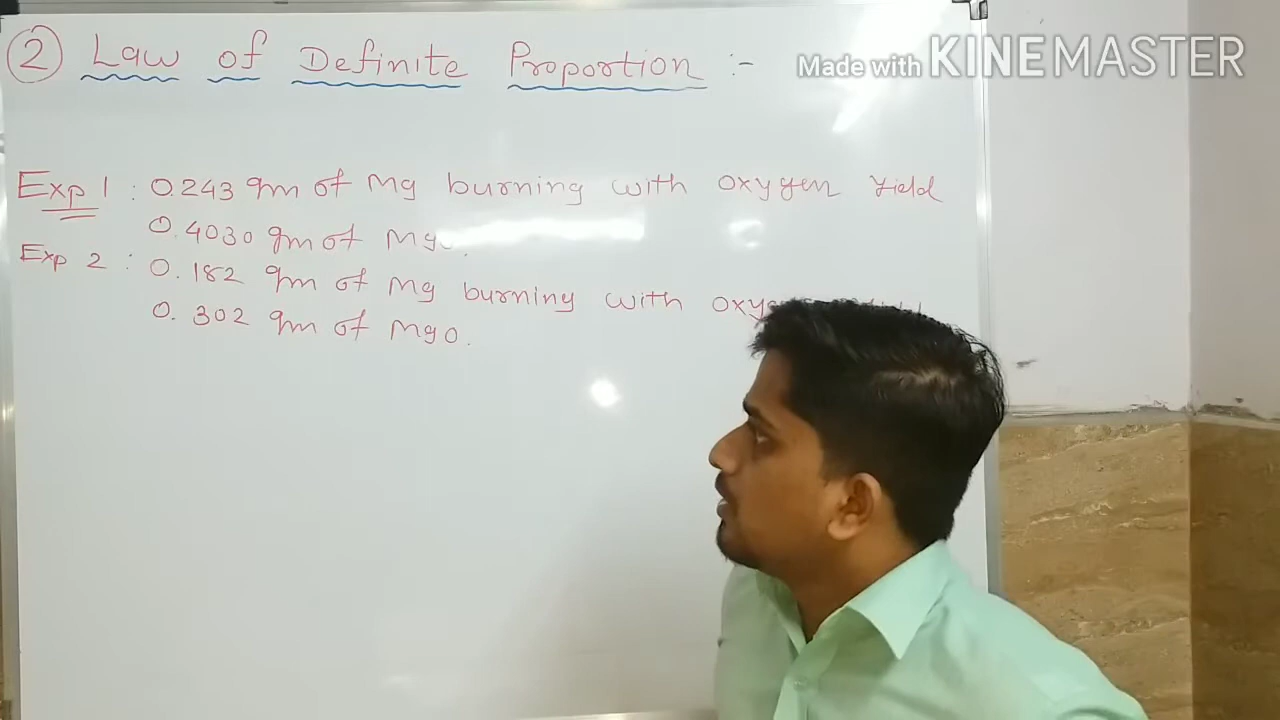 ② Law of Definite Proportion :-
Made with KINEMASTER
Exp 1 : 0.243 gm of Mg burning with oxygen yield
0.4030 gm of Mg
Exp 2 : 0.182 gm of Mg burning with
0.302 gm of MgO.